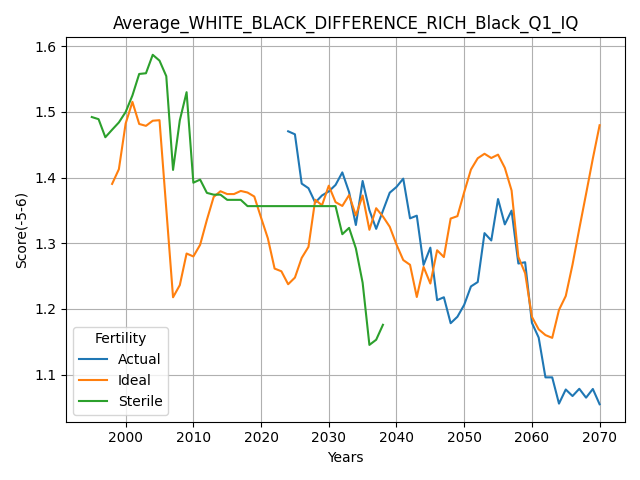 Average_WHITE_BLACK_DIFFERENCE_RICH_Black_Q1_IQ
Score(-5-6)
1.6
1.5
1.4
1.3
1.2
1.1
Fertility
Actual
Ideal
Sterile
2000 2010 2020 2030 2040 2050 2060 2070
Years